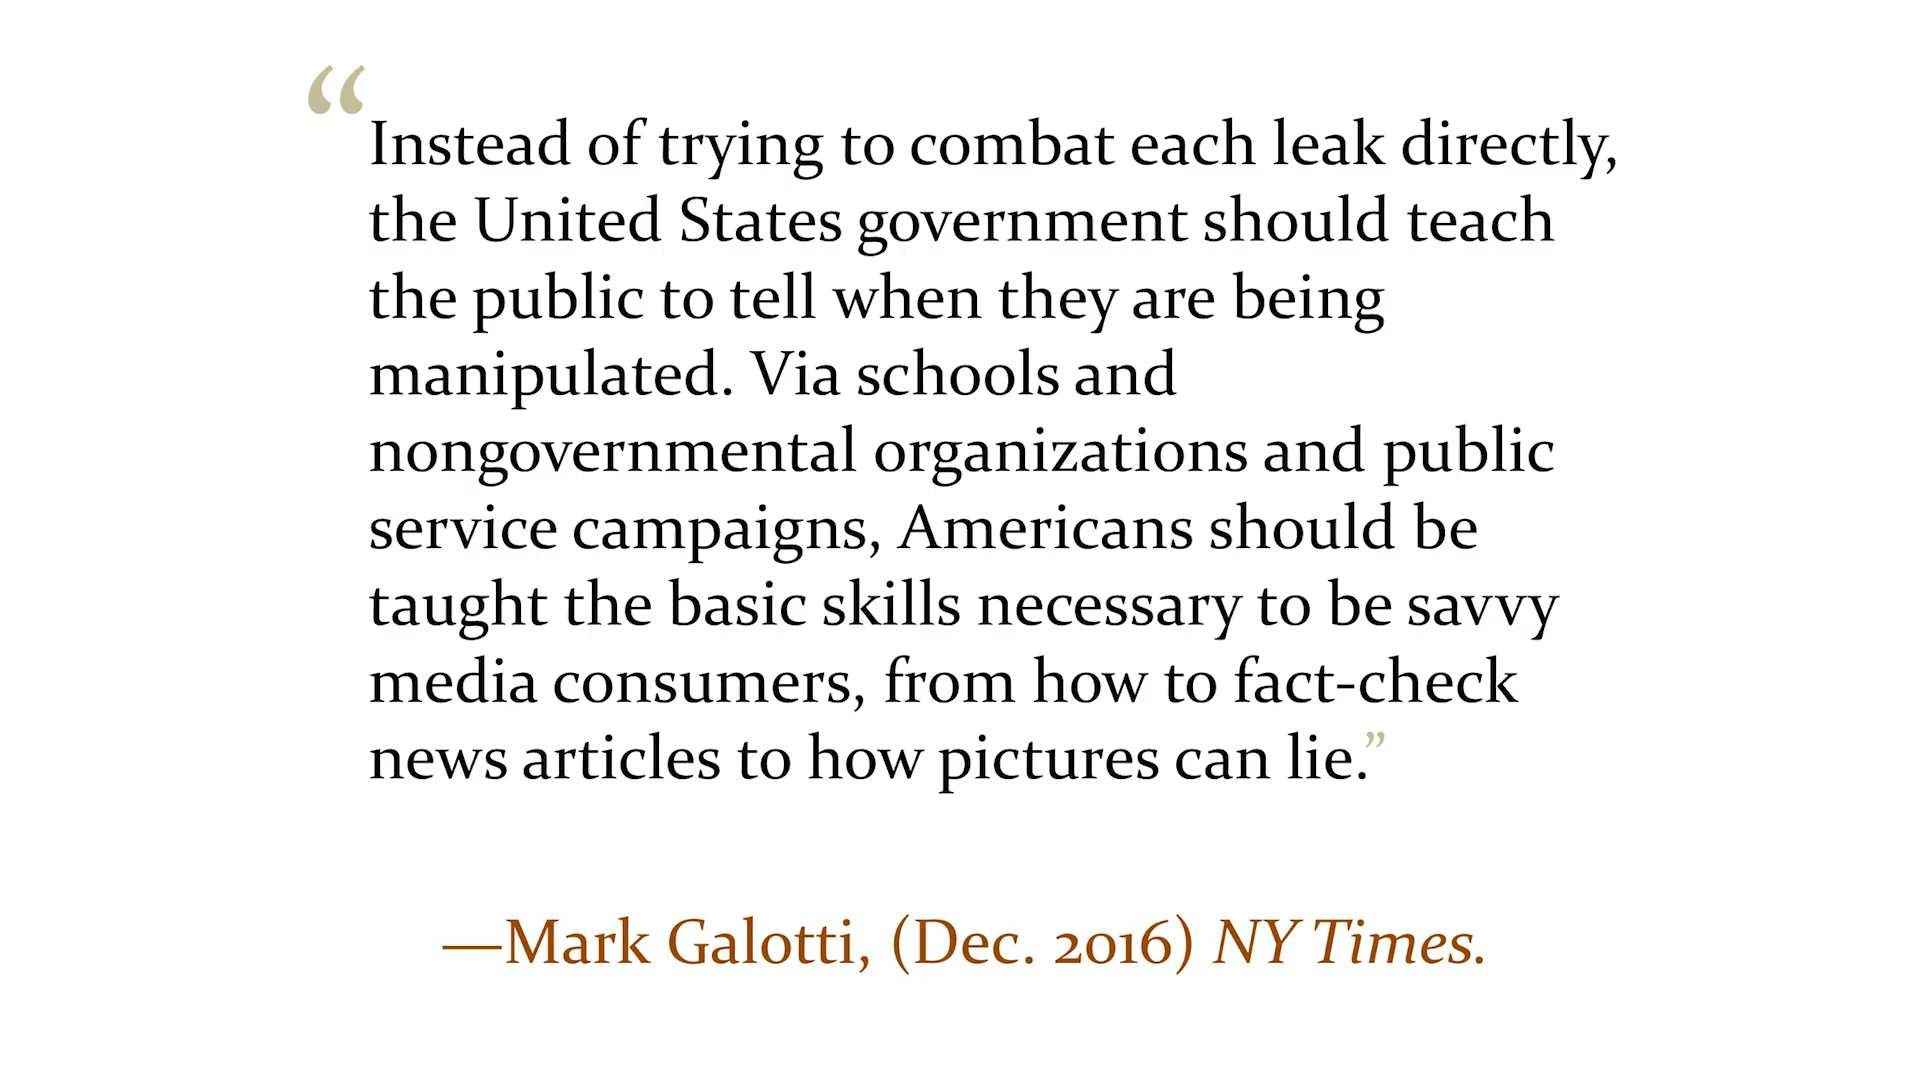 “Instead of trying to combat each leak directly,
the United States government should teach
the public to tell when they are being
manipulated. Via schools and
nongovernmental organizations and public
service campaigns, Americans should be
taught the basic skills necessary to be savvy
media consumers, from how to fact-check
news articles to how pictures can lie.”
—Mark Galotti, (Dec. 2016) NY Times.